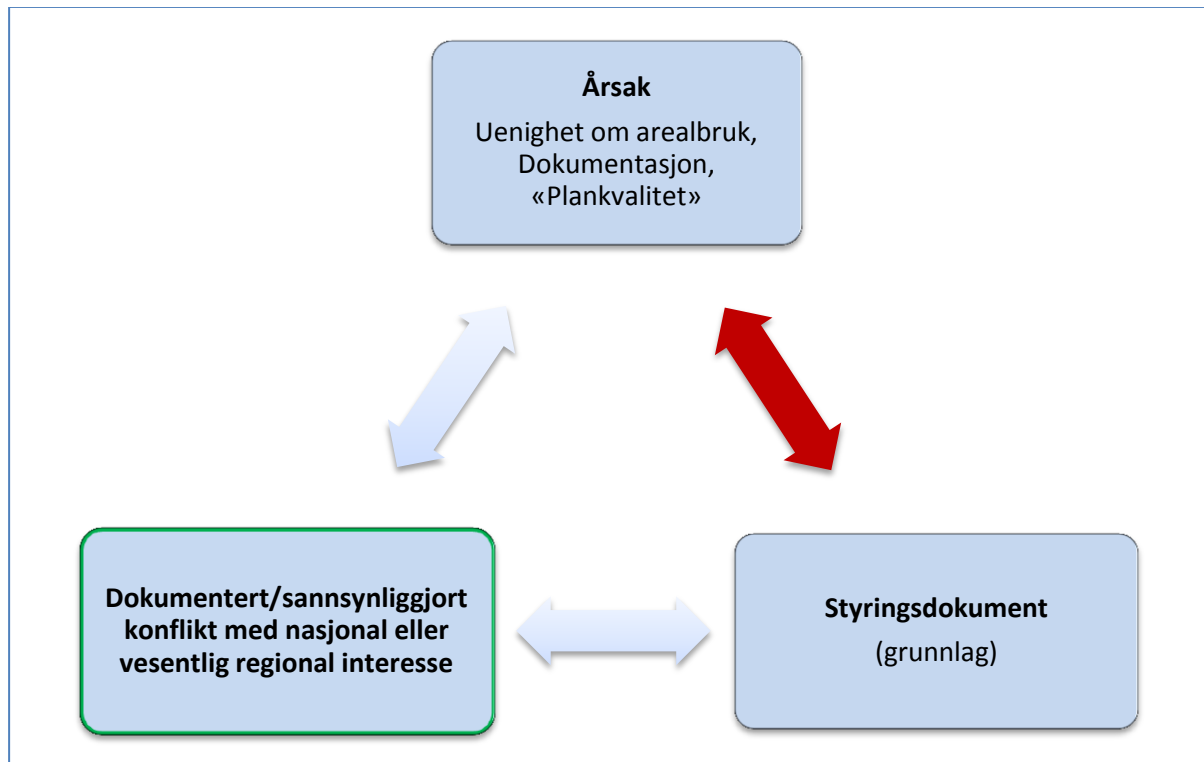 Årsak
Uenighet om arealbruk,
Dokumentasjon,
«Plankvalitet»
Dokumentert/sannsynliggjort
konflikt med nasjonal eller
vesentlig regional interesse
Styringsdokument
(grunnlag)